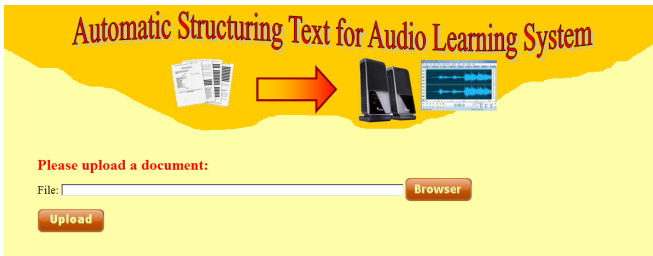 Automatic Structuring Text for Audio Learning System
Please upload a document:
File: Browser
Upload